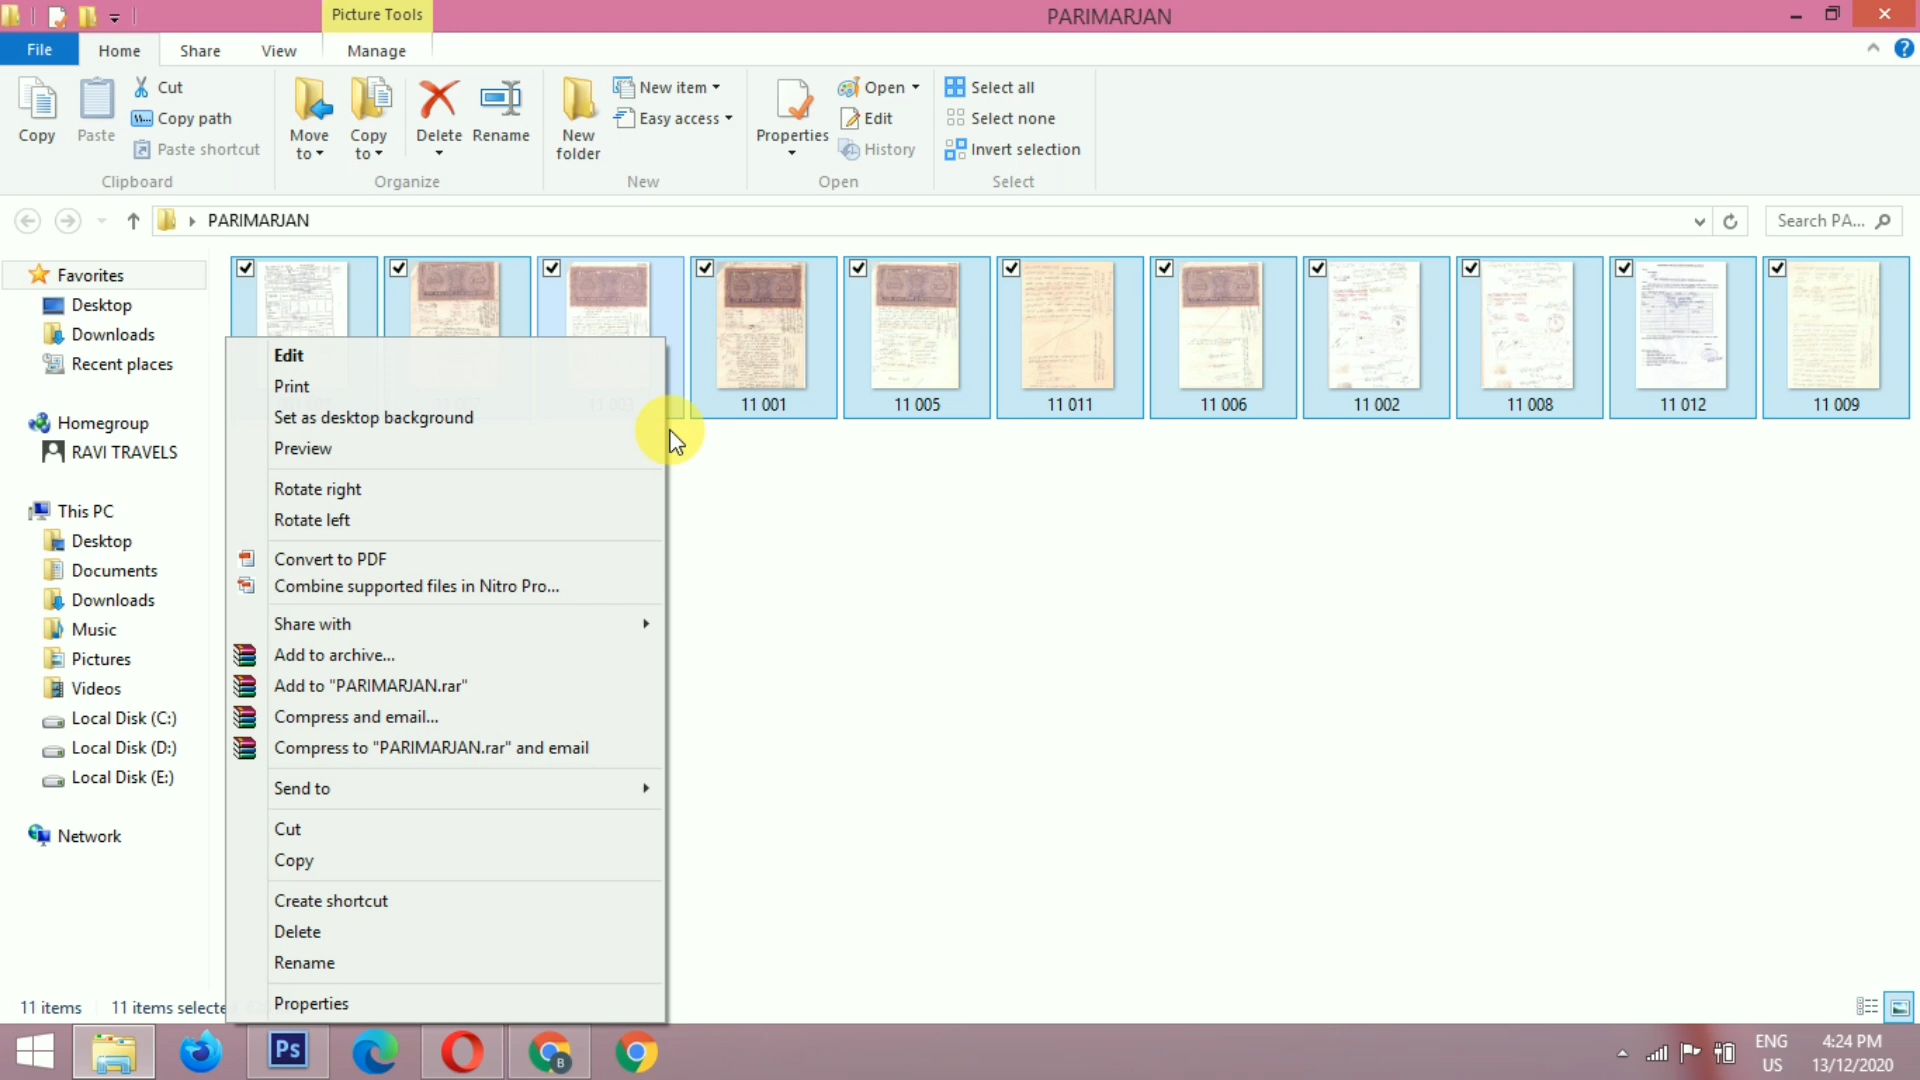 Picture Tools
PARIMARJAN
File
Home
Share
View
Manage
Copy
Paste
Cut
Copy path
Paste shortcut
Clipboard
Move to
Copy to
Delete
Rename
Organize
New folder
New item
Easy access
New
Properties
Open
Edit
History
Open
Select all
Select none
Invert selection
Select
PARIMARJAN
Search PA...
Favorites
Desktop
Downloads
Recent places
Homegroup
RAVI TRAVELS
This PC
Desktop
Documents
Downloads
Music
Pictures
Videos
Local Disk (C:)
Local Disk (D:)
Local Disk (E:)
Network
11 001
11 005
11 011
11 006
11 002
11 008
11 012
11 009
Edit
Print
Set as desktop background
Preview
Rotate right
Rotate left
Convert to PDF
Combine supported files in Nitro Pro...
Share with
Add to archive...
Add to "PARIMARJAN.rar"
Compress and email...
Compress to "PARIMARJAN.rar" and email
Send to
Cut
Copy
Create shortcut
Delete
Rename
Properties
11 items
11 items selecte
Ps
B
ENG
US
4:24 PM
13/12/2020